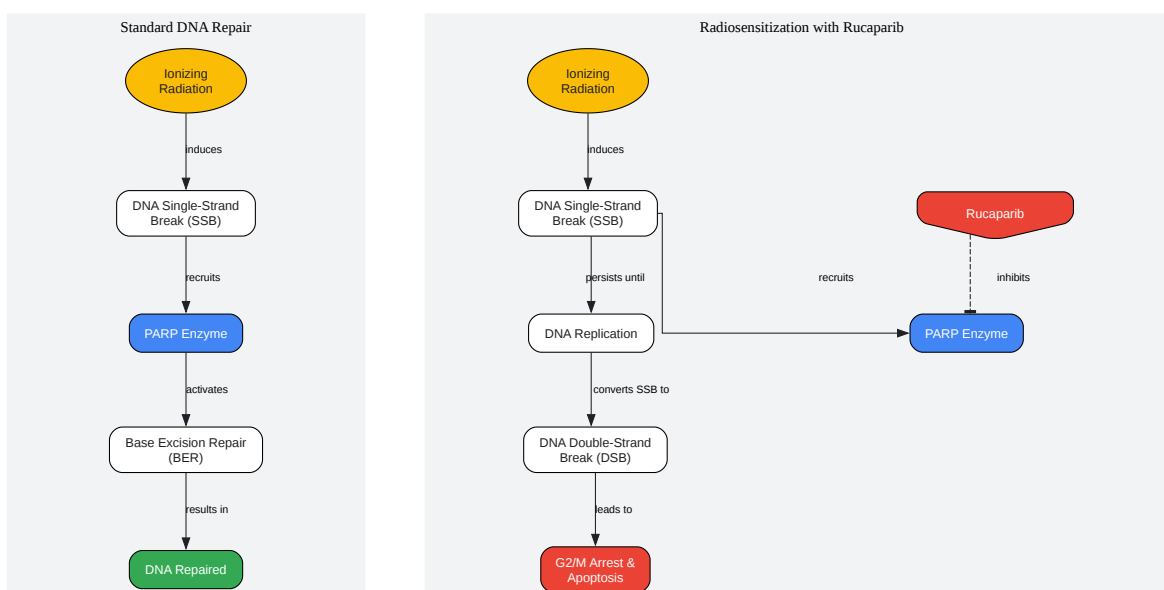 Standard DNA Repair
Ionizing
Radiation
induces
DNA Single-Strand
Break (SSB)
recruits
PARP Enzyme
activates
Base Excision Repair
(BER)
results in
DNA Repaired
Radiosensitization with Rucaparib
Ionizing
Radiation
induces
DNA Single-Strand
Break (SSB)
Rucaparib
persists until
recruits
inhibits
DNA Replication
PARP Enzyme
converts SSB to
DNA Double-Strand
Break (DSB)
leads to
G2/M Arrest &
Apoptosis